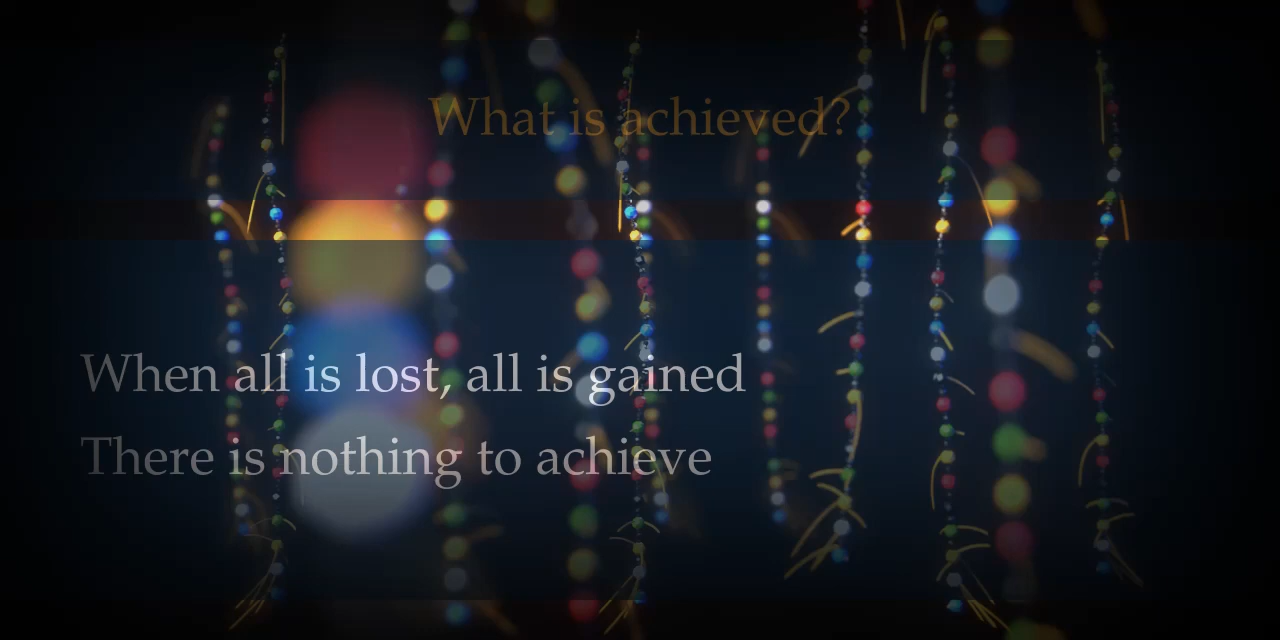 What is achieved?
When all is lost, all is gained
There is nothing to achieve